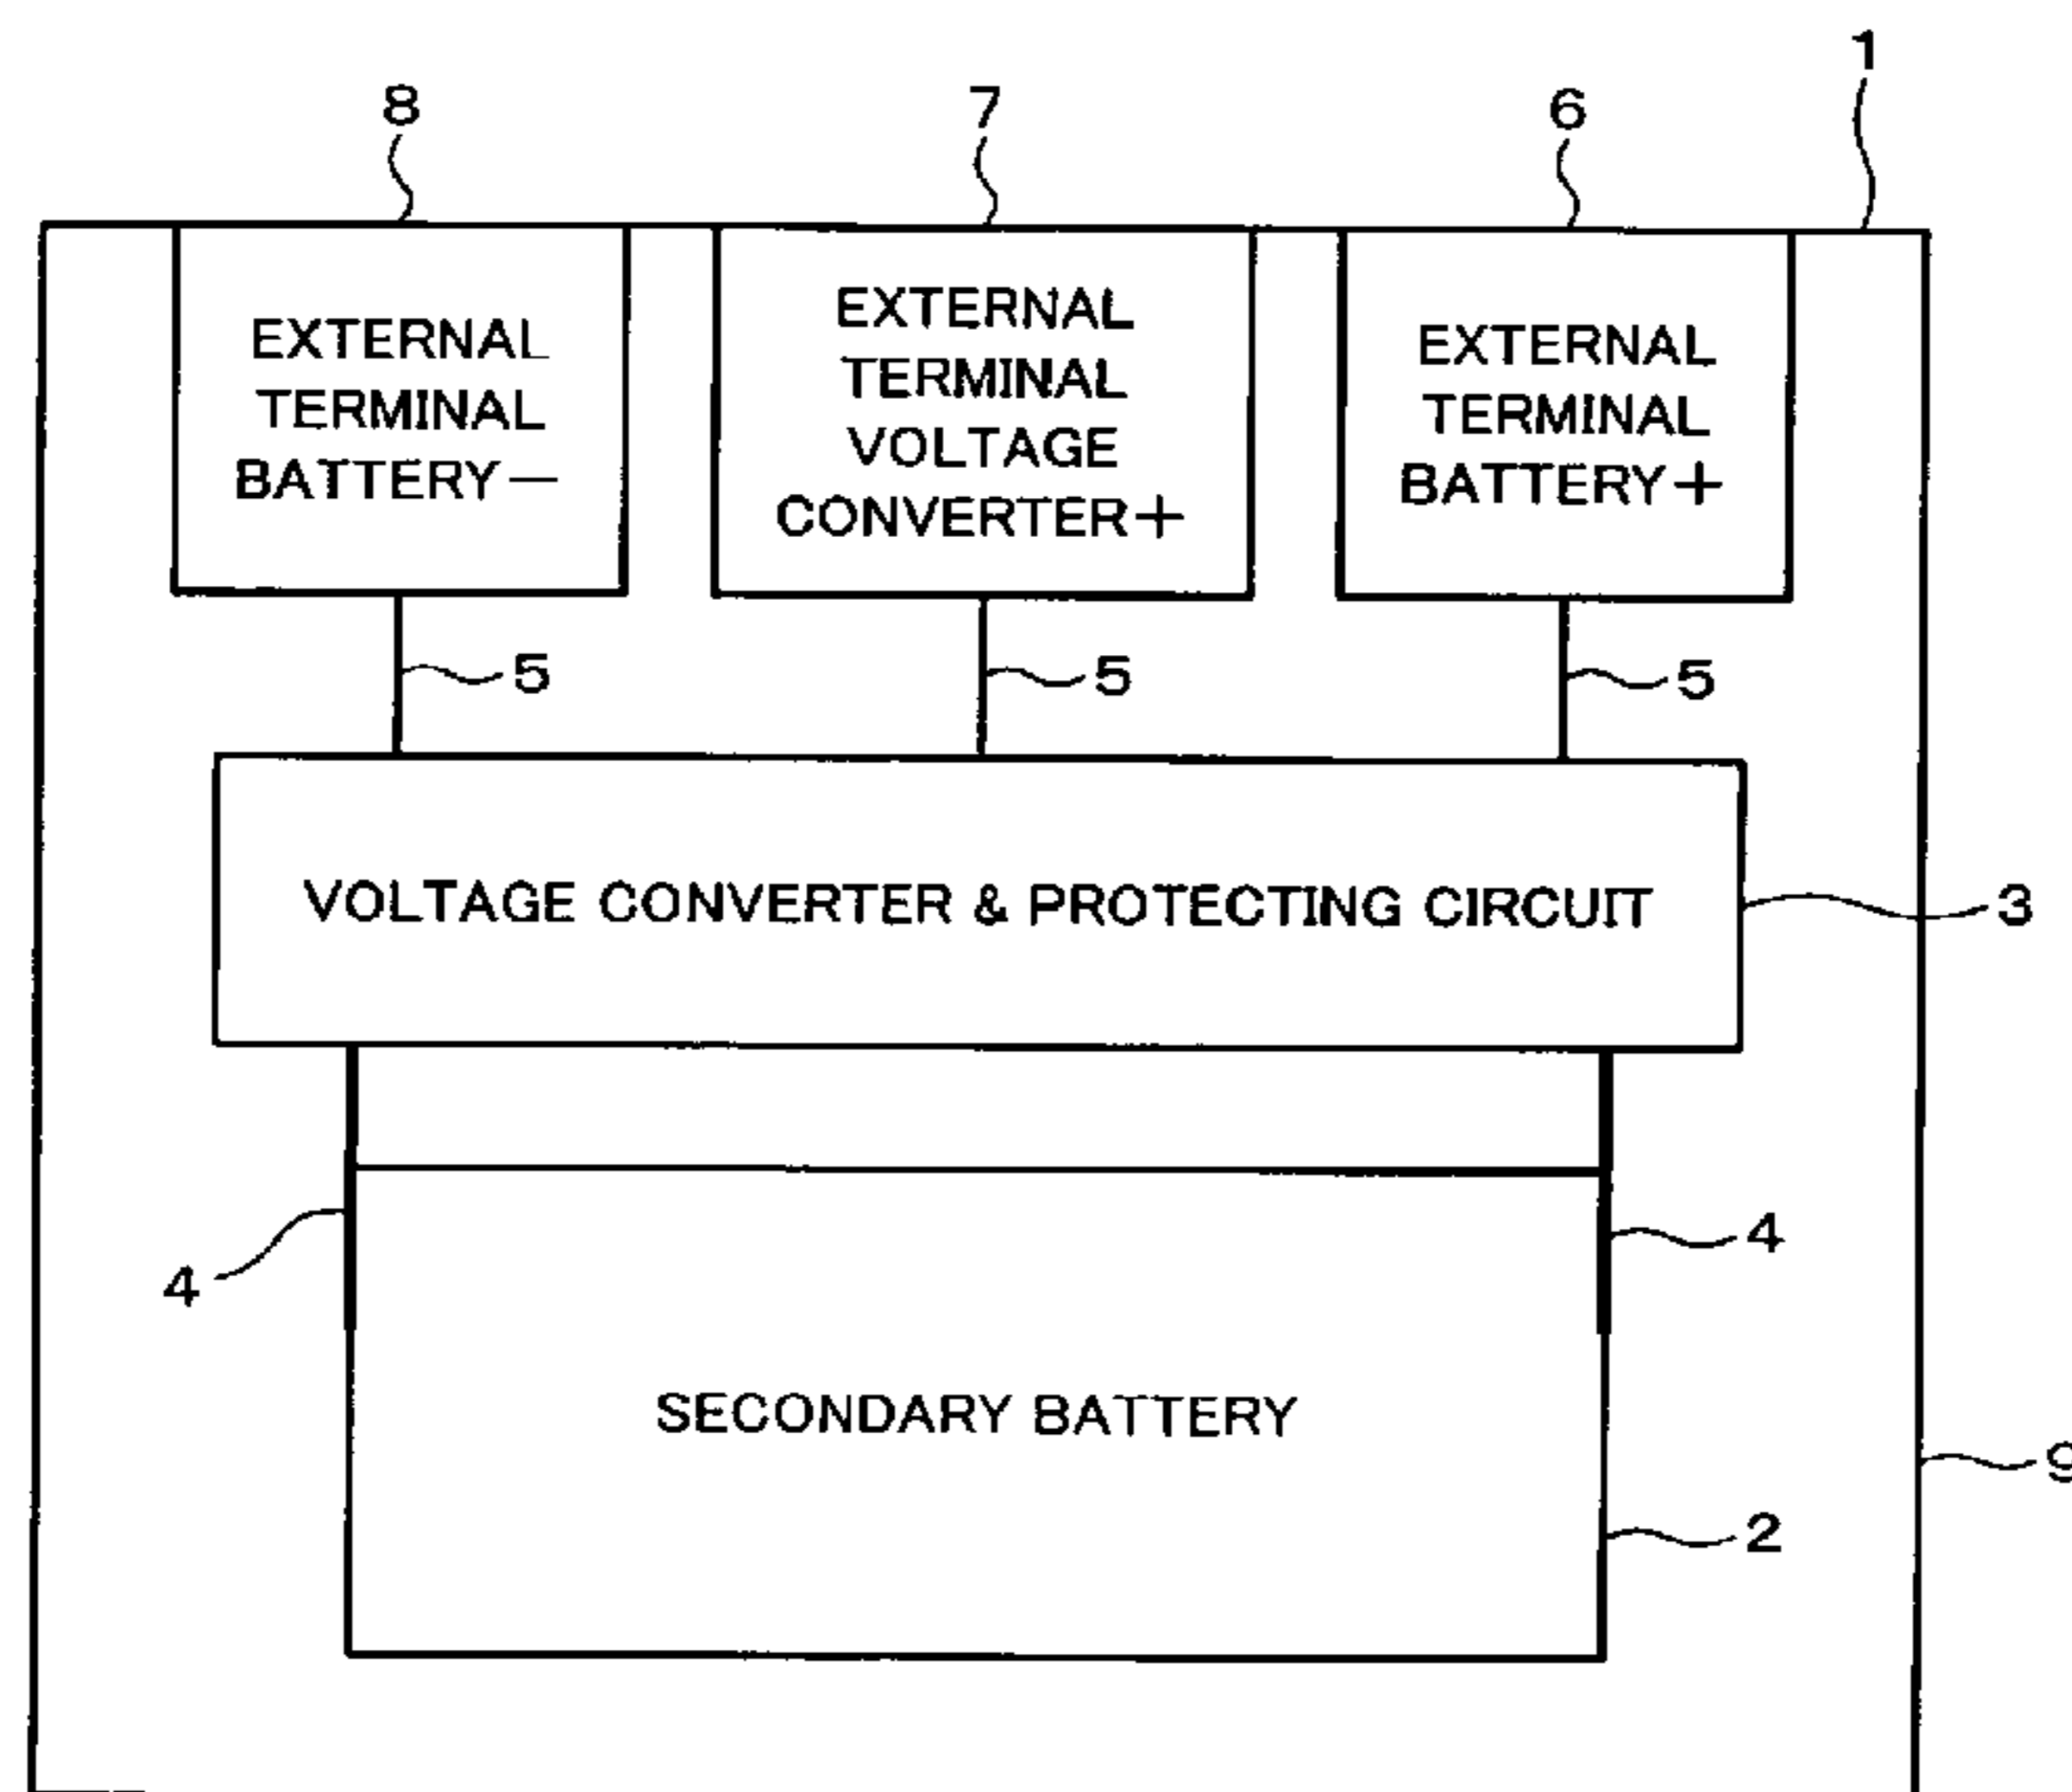 1
8
7
6
EXTERNAL
TERMINAL
BATTERY－
EXTERNAL
TERMINAL
VOLTAGE
CONVERTER＋
EXTERNAL
TERMINAL
BATTERY＋
5
5
5
VOLTAGE CONVERTER & PROTECTING CIRCUIT
3
4
4
SECONDARY BATTERY
9
2